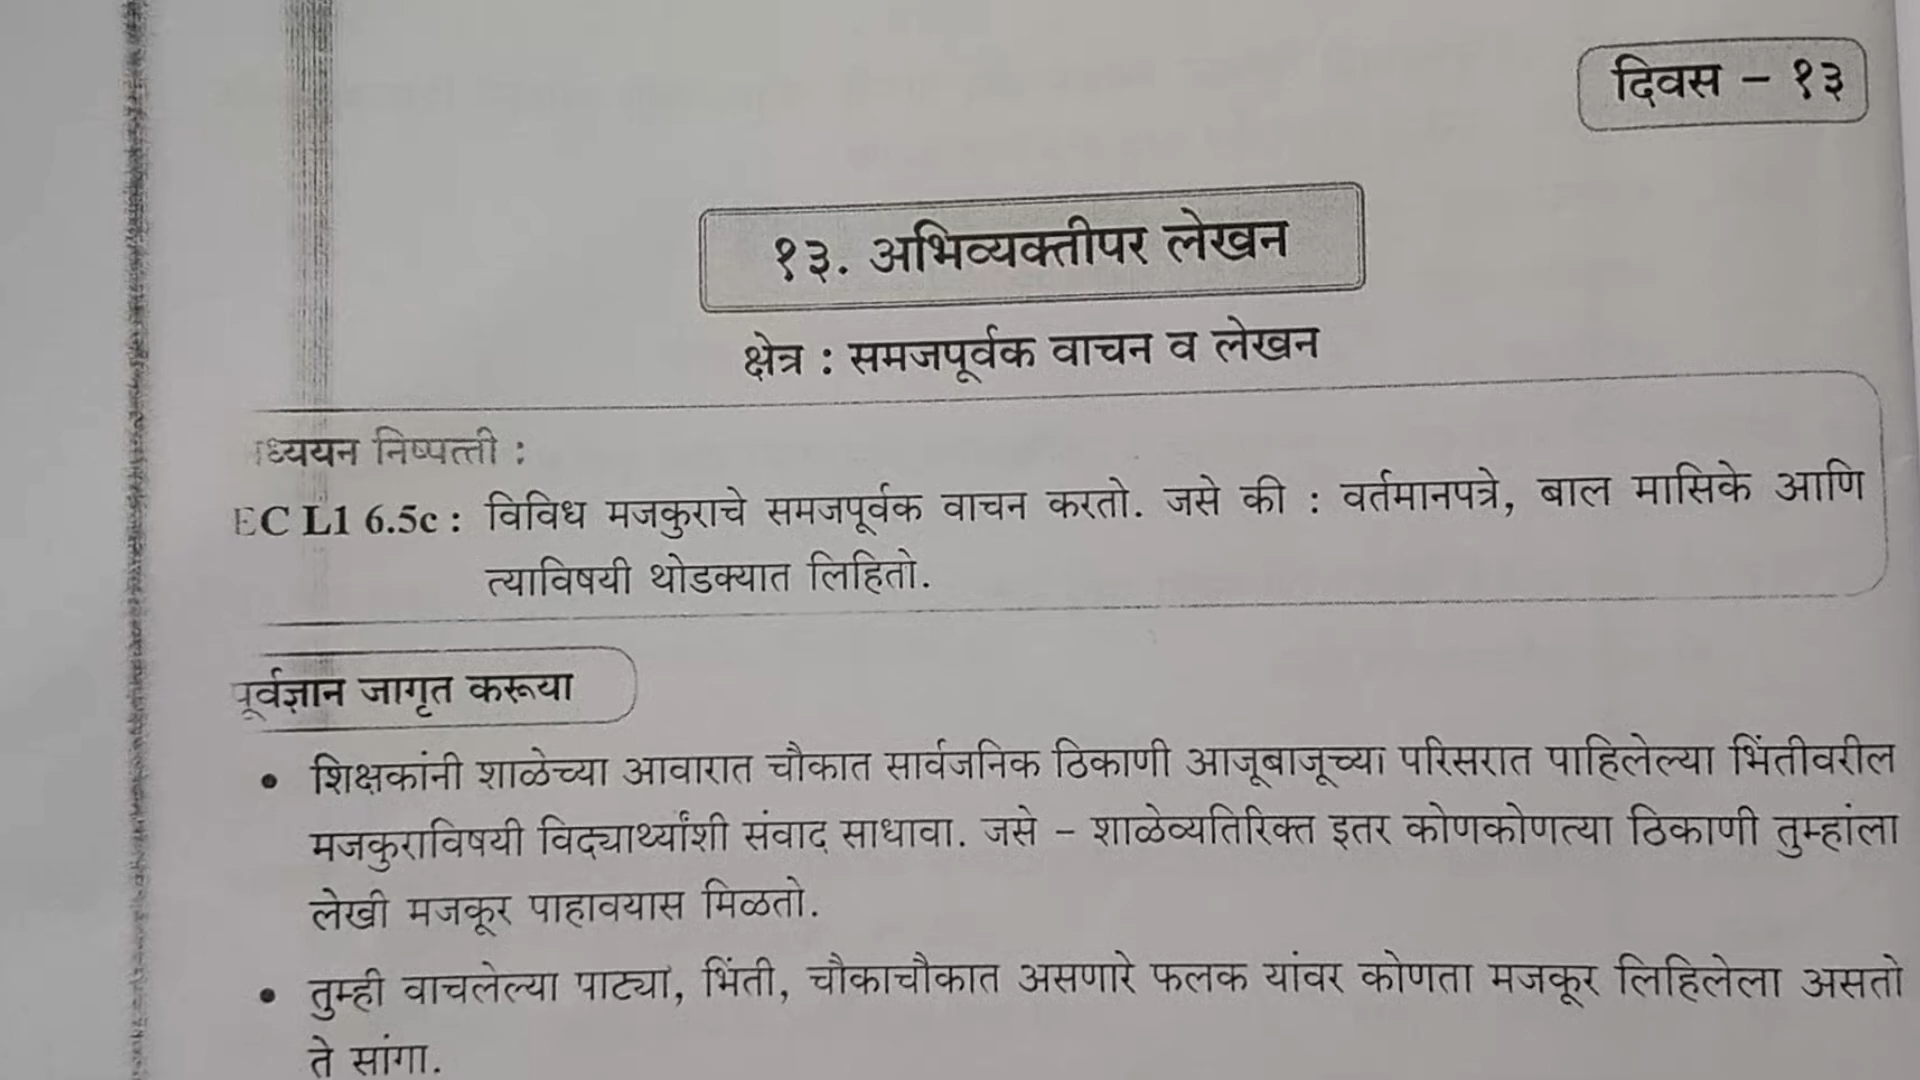 दिवस – १३
१३. अभिव्यक्तीपर लेखन
क्षेत्र : समजपूर्वक वाचन व लेखन
ध्ययन निष्पत्ती :
EC L1 6.5c : विविध मजकुराचे समजपूर्वक वाचन करतो. जसे की : वर्तमानपत्रे, बाल मासिके आणि
त्याविषयी थोडक्यात लिहितो.
पूर्वज्ञान जागृत करूया
• शिक्षकांनी शाळेच्या आवारात चौकात सार्वजनिक ठिकाणी आजूबाजूच्या परिसरात पाहिलेल्या भिंतीवरील
मजकुराविषयी विद्यार्थ्यांशी संवाद साधावा. जसे – शाळेव्यतिरिक्त इतर कोणकोणत्या ठिकाणी तुम्हांला
लेखी मजकूर पाहावयास मिळतो.
• तुम्ही वाचलेल्या पाट्या, भिंती, चौकाचौकात असणारे फलक यांवर कोणता मजकूर लिहिलेला असतो
ते सांगा.